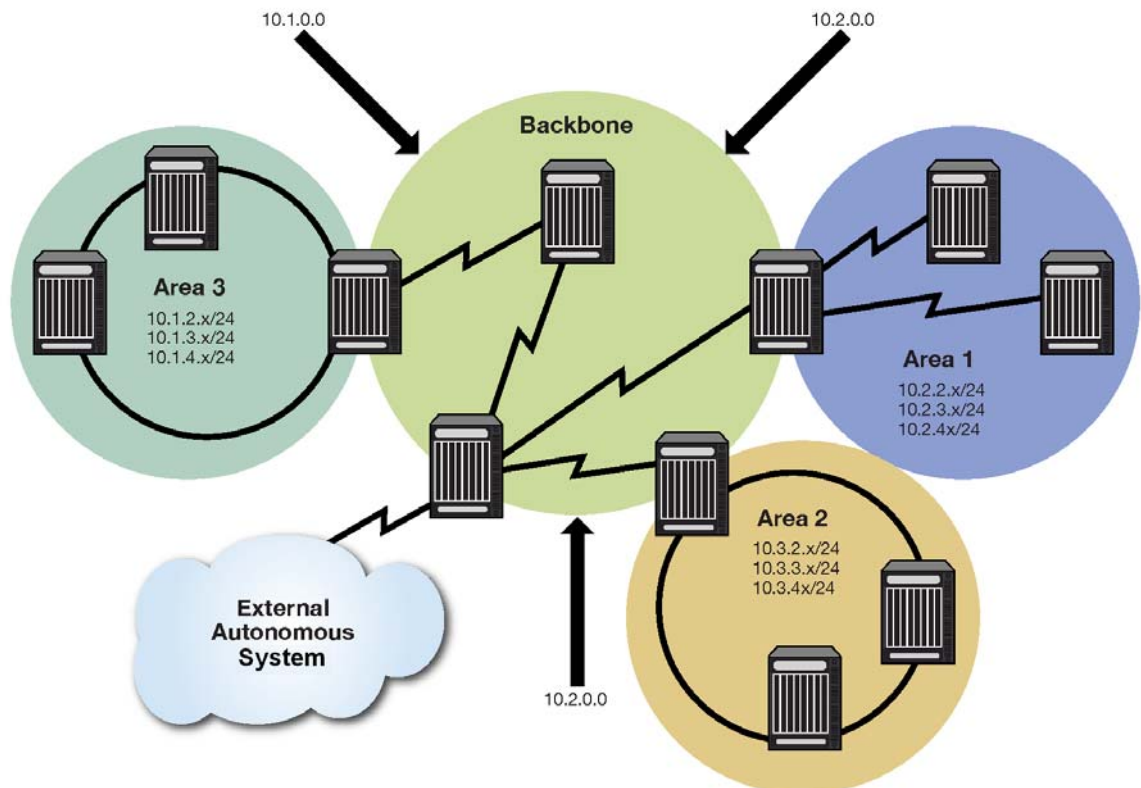 10.1.0.0
10.2.0.0
Backbone
Area 3
10.1.2.x/24
10.1.3.x/24
10.1.4.x/24
Area 1
10.2.2.x/24
10.2.3.x/24
10.2.4x/24
Area 2
10.3.2.x/24
10.3.3.x/24
10.3.4x/24
External
Autonomous
System
10.2.0.0